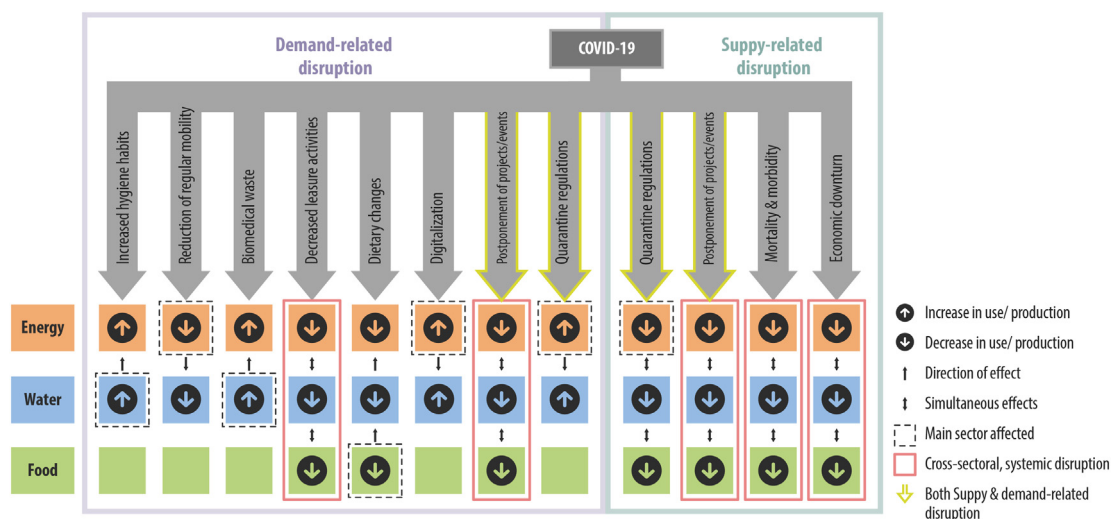 Demand-related
disruption
COVID-19
Suppy-related
disruption
Increased hygiene habits
Reduction of regular mobility
Biomedical waste
Decreased leasure activities
Dietary changes
Digitalization
Postponement of projects/events
Quarantine regulations
Quarantine regulations
Postponement of projects/events
Mortality & morbidity
Economic downturn
Energy
Water
Food
Increase in use/ production
Decrease in use/ production
Direction of effect
Simultaneous effects
Main sector affected
Cross-sectoral, systemic disruption
Both Suppy & demand-related
disruption